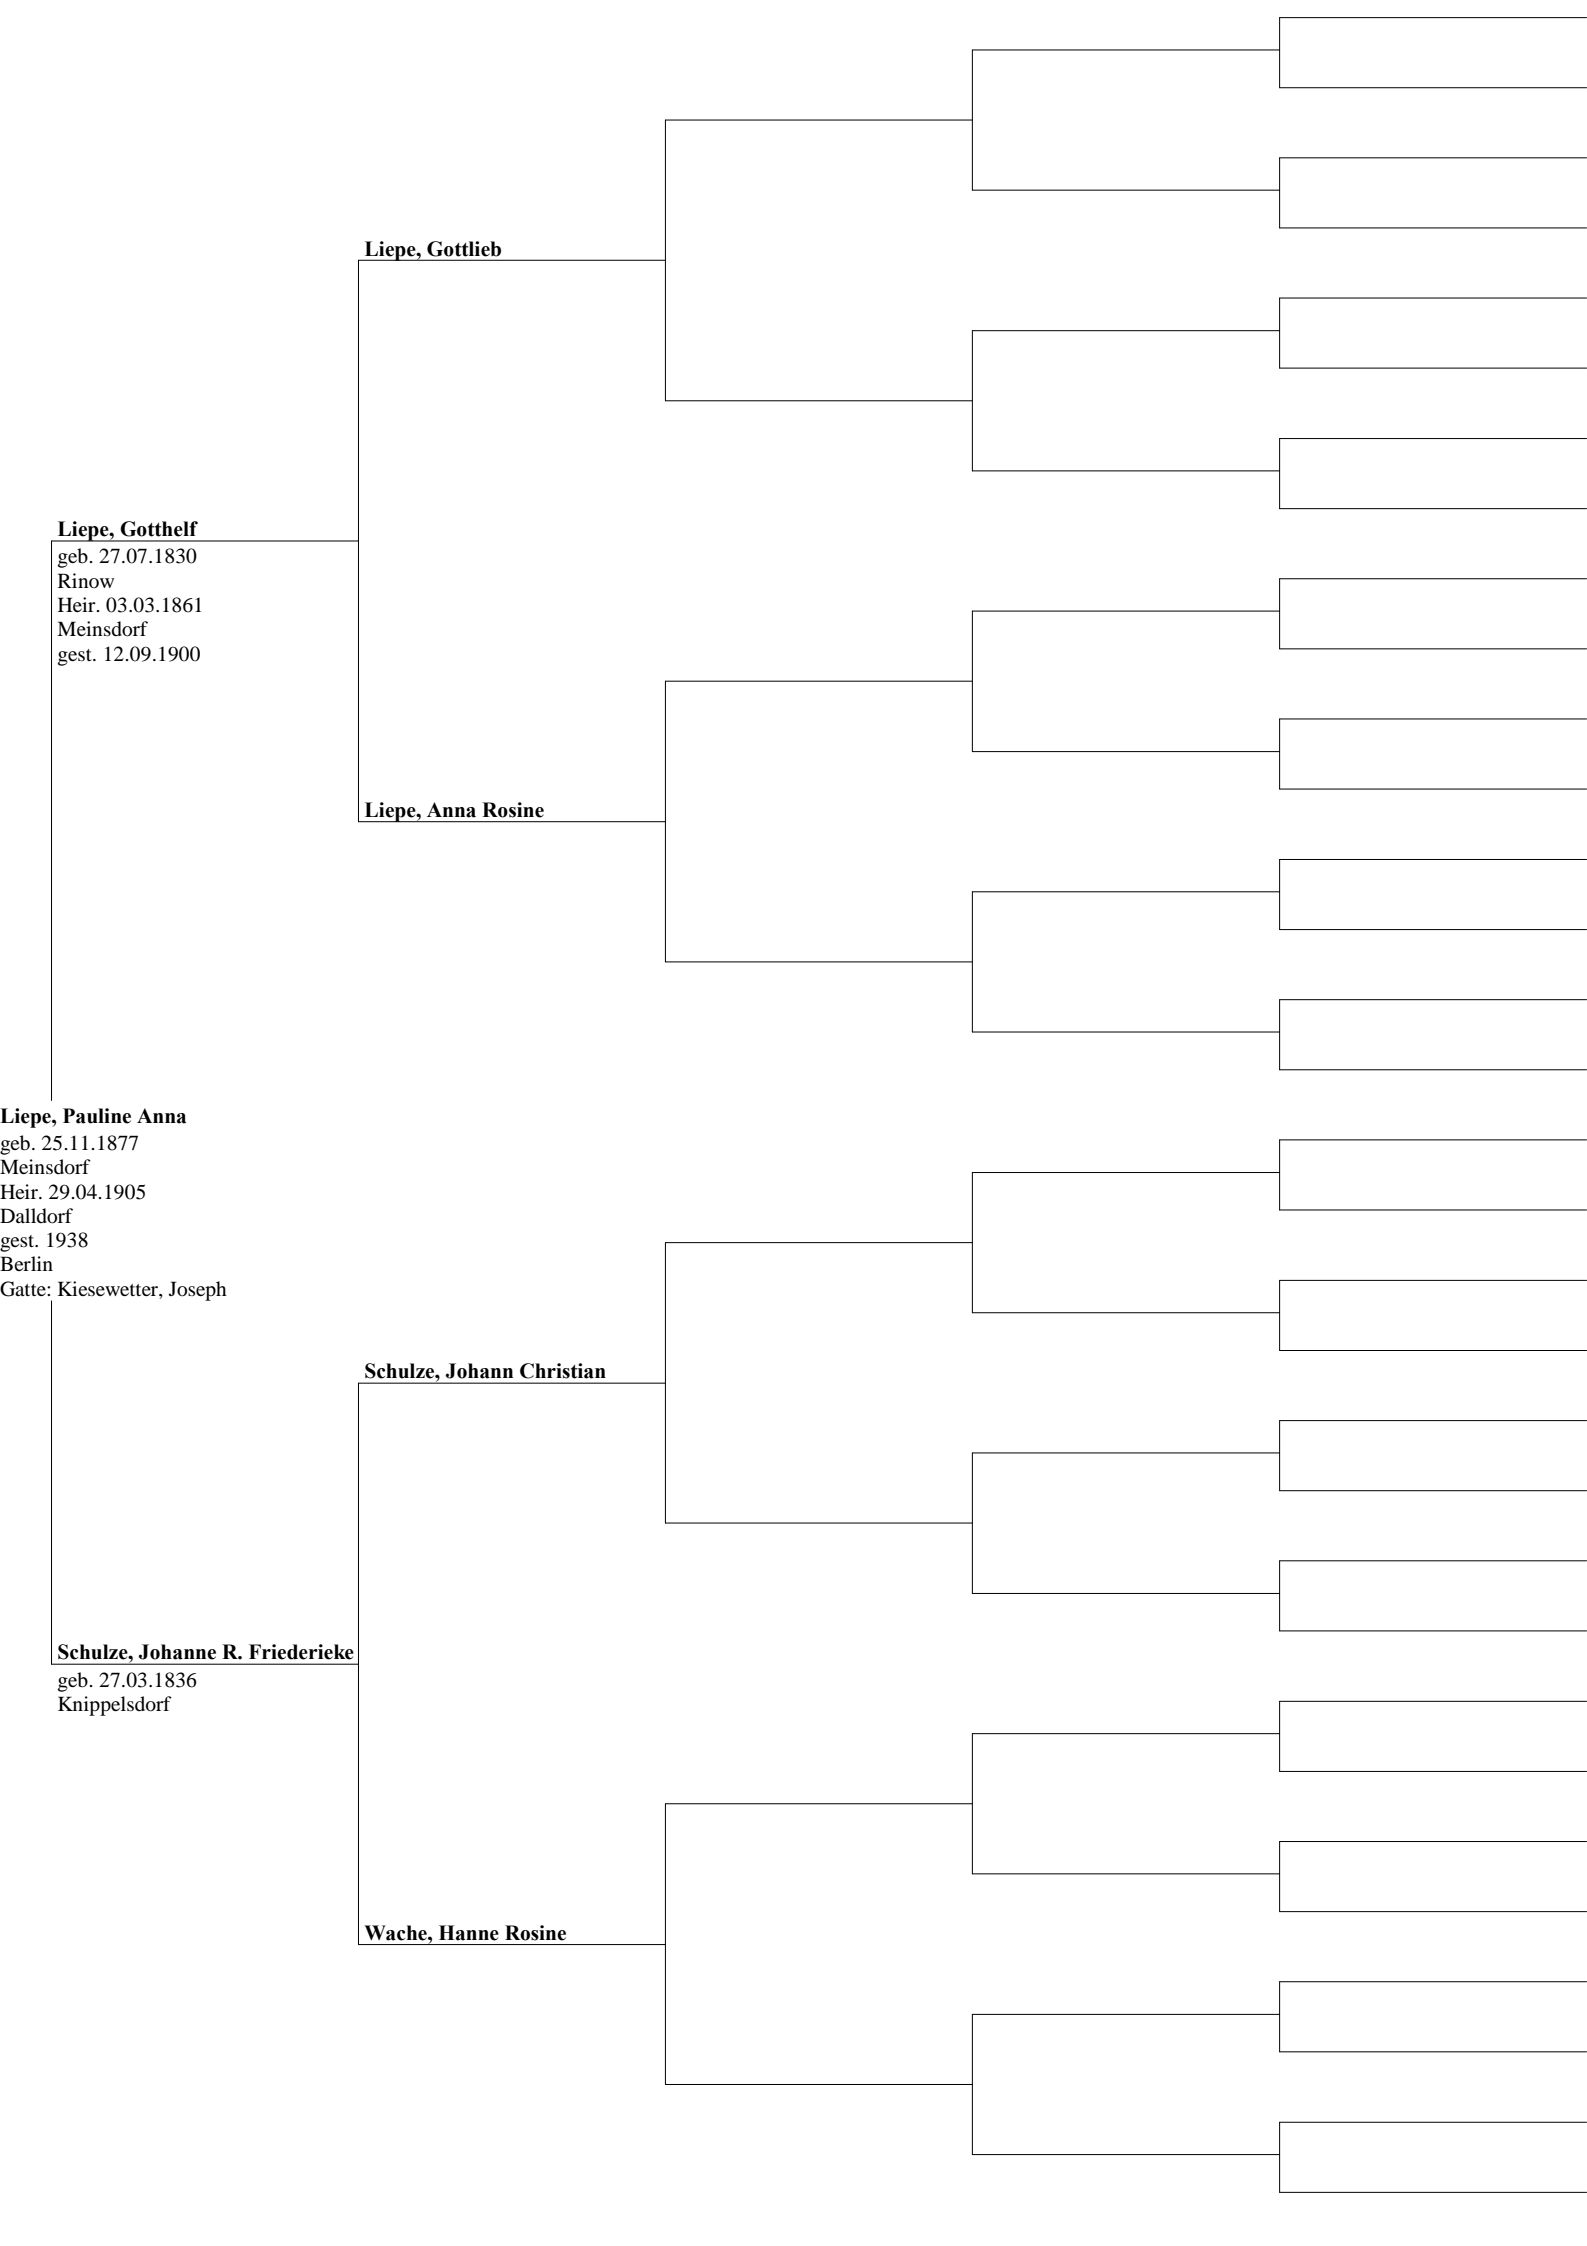 Liepe, Gottlieb
Liepe, Gotthelf
geb. 27.07.1830
Rinow
Heir. 03.03.1861
Meinsdorf
gest. 12.09.1900
Liepe, Anna Rosine
Liepe, Pauline Anna
geb. 25.11.1877
Meinsdorf
Heir. 29.04.1905
Dalldorf
gest. 1938
Berlin
Gatte: Kiesewetter, Joseph
Schulze, Johann Christian
Schulze, Johanne R. Friederieke
geb. 27.03.1836
Knippelsdorf
Wache, Hanne Rosine